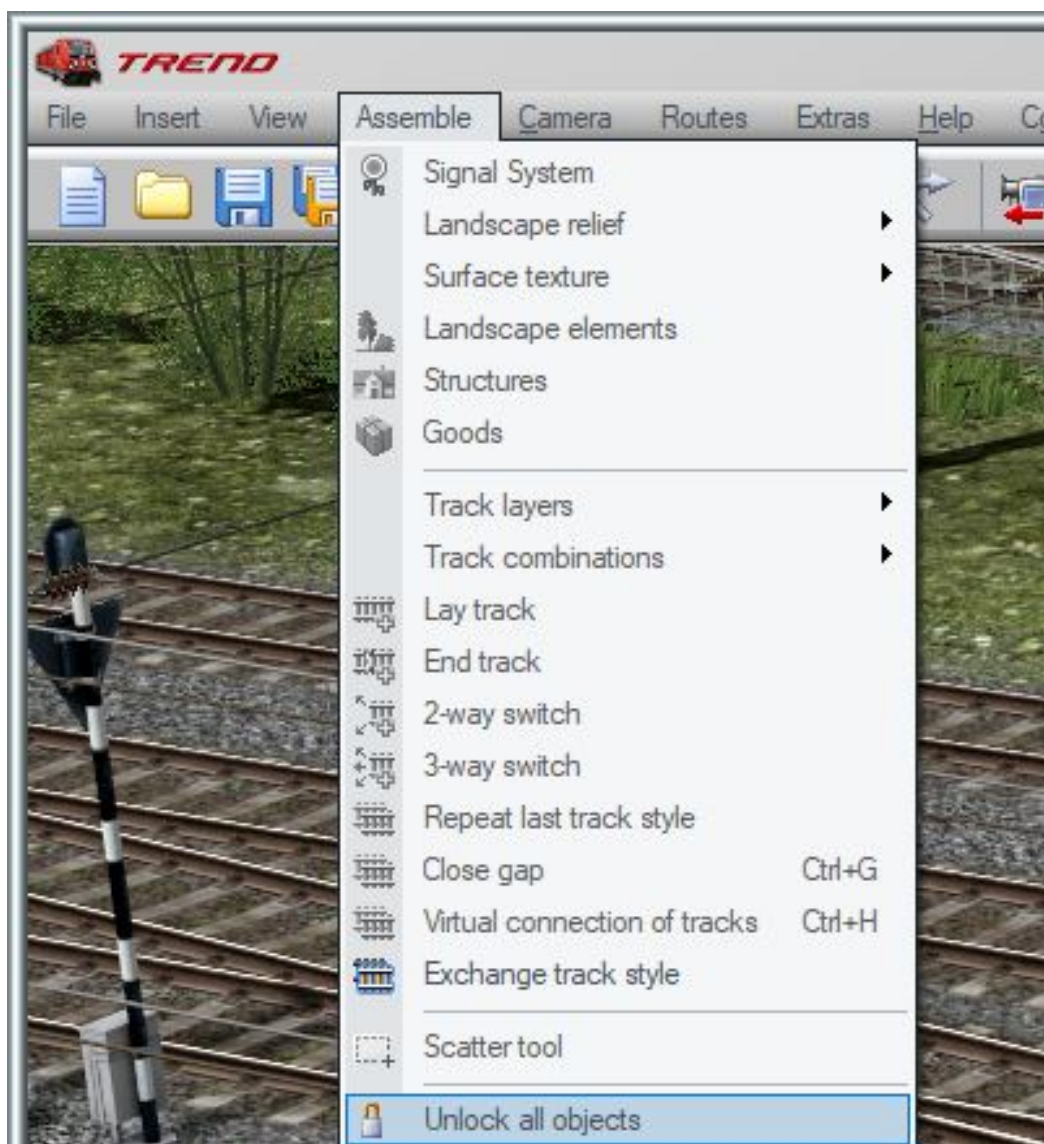 TREND
File Insert View Assemble Camera Routes Extras Help
Signal System
Landscape relief
Surface texture
Landscape elements
Structures
Goods
Track layers
Track combinations
Lay track
End track
2-way switch
3-way switch
Repeat last track style
Close gap Ctrl+G
Virtual connection of tracks Ctrl+H
Exchange track style
Scatter tool
Unlock all objects